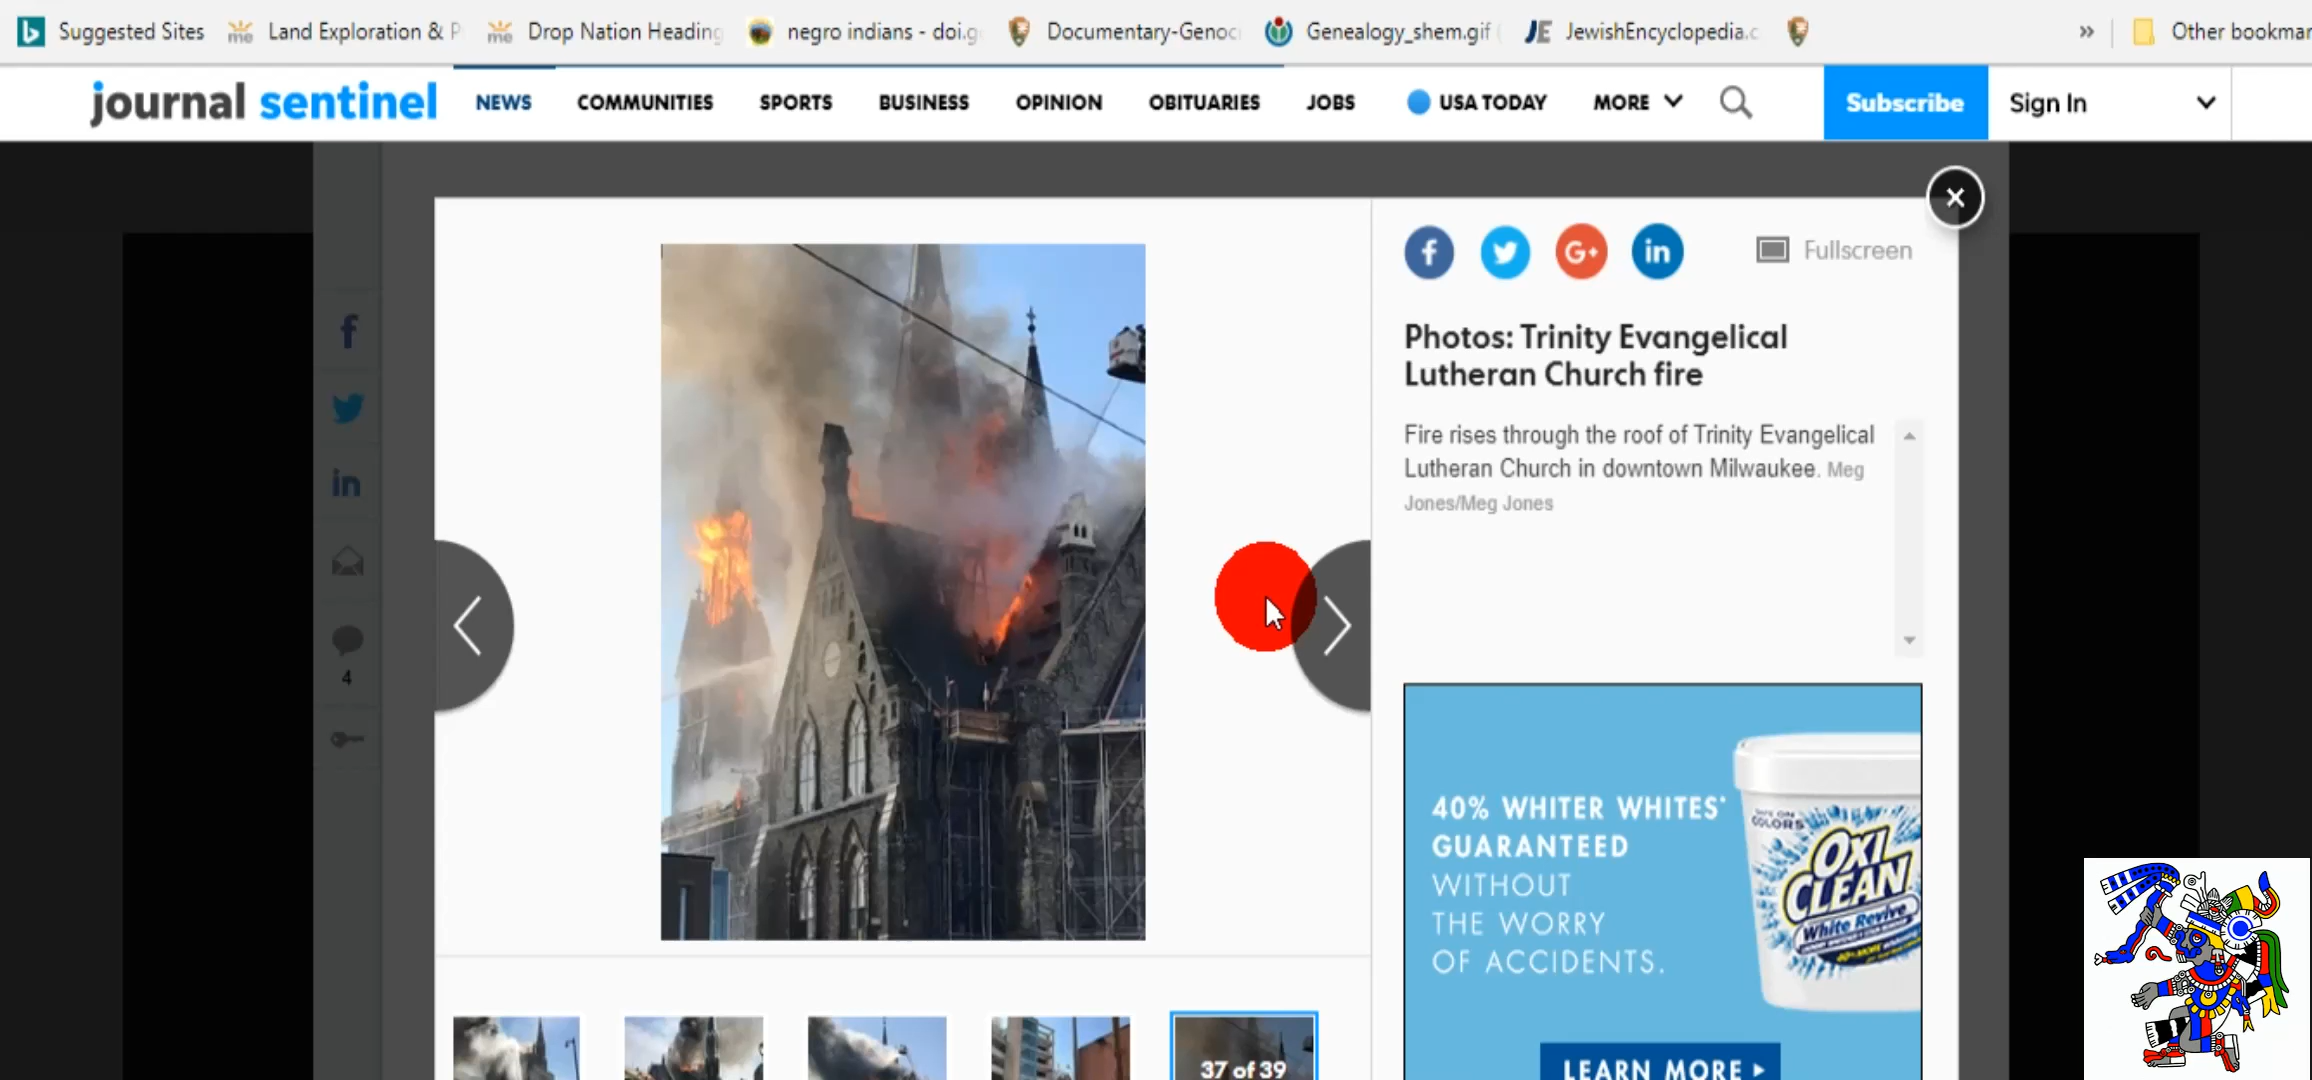 Suggested Sites Land Exploration & P Drop Nation Heading negro indians - doi.g Documentary-Genoc Genealogy_shem.gif JewishEncyclopedia.c » Other bookmar
journal sentinel NEWS COMMUNITIES SPORTS BUSINESS OPINION OBITUARIES JOBS USA TODAY MORE Subscribe Sign In
Fullscreen
Photos: Trinity Evangelical
Lutheran Church fire
Fire rises through the roof of Trinity Evangelical
Lutheran Church in downtown Milwaukee. Meg
Jones/Meg Jones
4
40% WHITER WHITES*
GUARANTEED
WITHOUT
THE WORRY
OF ACCIDENTS.
COLORS
OXI
CLEAN
White Revive
LEARN MORE
37 of 39